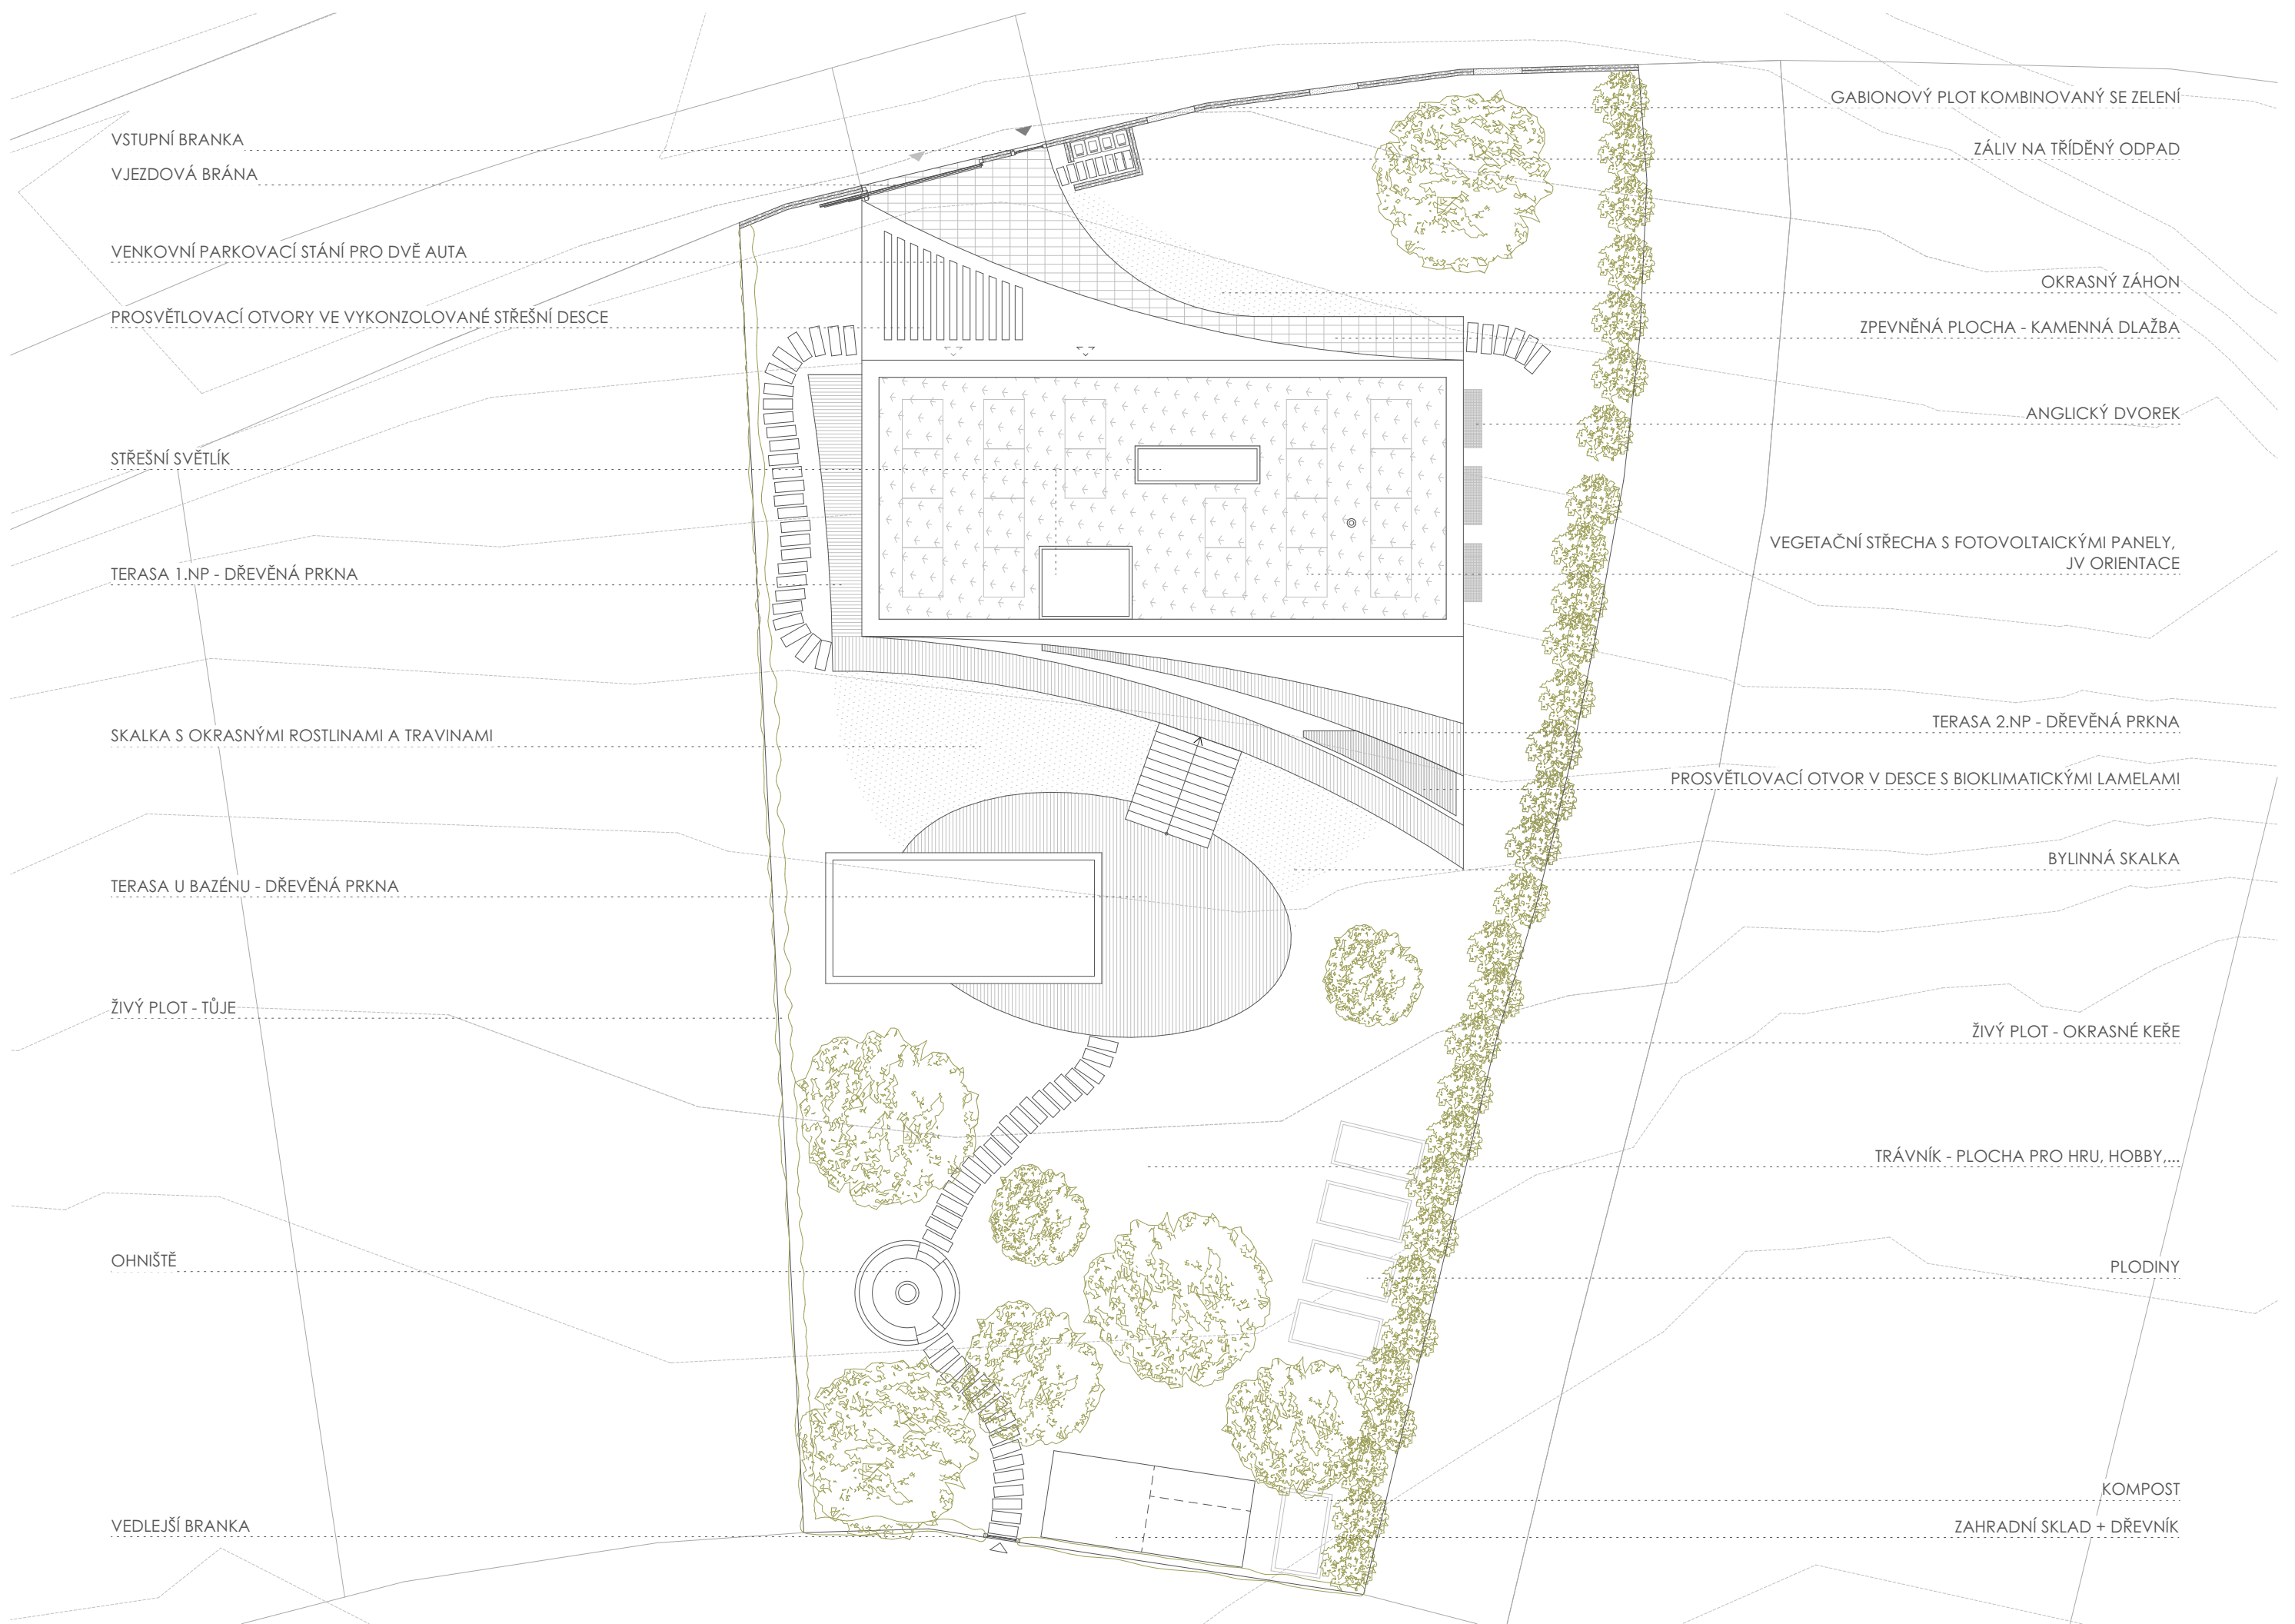 VSTUPNÍ BRANKA
VJEZDOVÁ BRÁNA
VENKOVNÍ PARKOVACÍ STÁNÍ PRO DVĚ AUTA
PROSVĚTLOVACÍ OTVORY VE VYKONZOLOVANÉ STŘEŠNÍ DESCE
STŘEŠNÍ SVĚTLÍK
TERASA 1.NP - DŘEVĚNÁ PRKNA
SKALKA S OKRASNÝMI ROSTLINAMI A TRAVINAMI
TERASA U BAZÉNU - DŘEVĚNÁ PRKNA
ŽIVÝ PLOT - TŮJE
OHNIŠTĚ
VEDLEJŠÍ BRANKA
GABIONOVÝ PLOT KOMBINOVANÝ SE ZELENÍ
ZÁLIV NA TŘÍDĚNÝ ODPAD
OKRASNÝ ZÁHON
ZPEVNĚNÁ PLOCHA - KAMENNÁ DLAŽBA
ANGLICKÝ DVOREK
VEGETAČNÍ STŘECHA S FOTOVOLTAICKÝMI PANELY,
JV ORIENTACE
TERASA 2.NP - DŘEVĚNÁ PRKNA
PROSVĚTLOVACÍ OTVOR V DESCE S BIOKLIMATICKÝMI LAMELAMI
BYLINNÁ SKALKA
ŽIVÝ PLOT - OKRASNÉ KEŘE
TRÁVNÍK - PLOCHA PRO HRU, HOBBY,...
PLODINY
KOMPOST
ZAHRADNÍ SKLAD + DŘEVNÍK